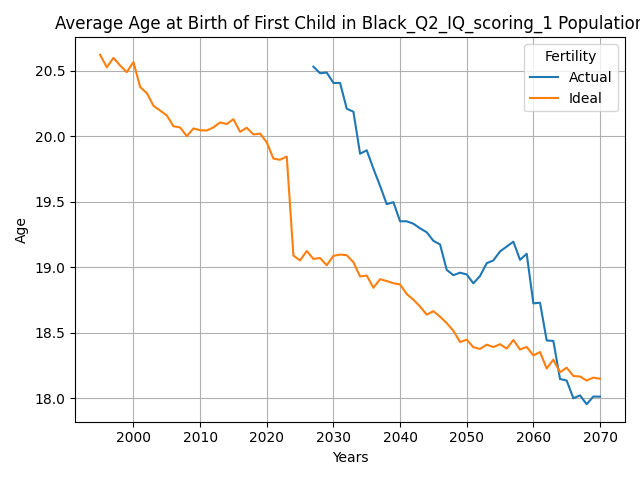 Average Age at Birth of First Child in Black_Q2_IQ_scoring_1 Population
Fertility
Actual
Ideal
20.5
20.0
19.5
19.0
18.5
18.0
Age
2000 2010 2020 2030 2040 2050 2060 2070
Years